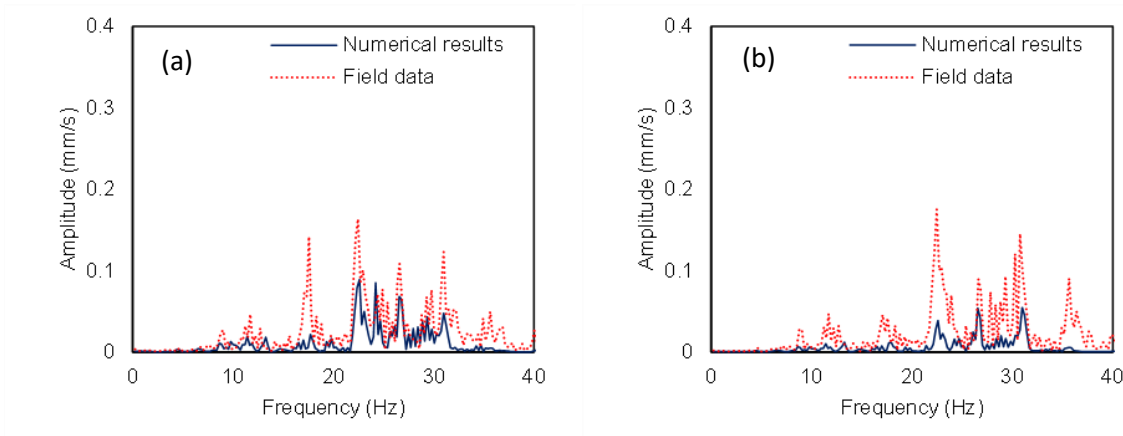 (a)
Numerical results
Field data
0.4
0.3
0.2
0.1
0
Amplitude (mm/s)
0 10 20 30 40
Frequency (Hz)
(b)
Numerical results
Field data
0.4
0.3
0.2
0.1
0
Amplitude (mm/s)
0 10 20 30 40
Frequency (Hz)